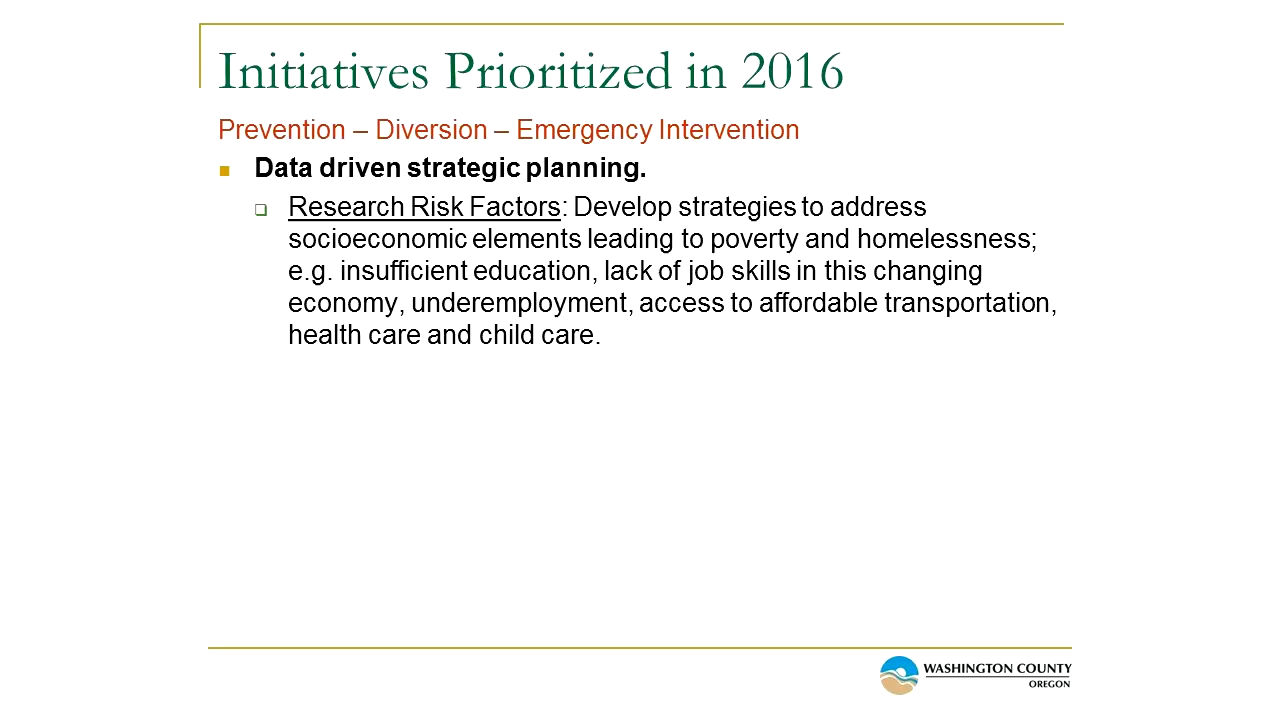 Initiatives Prioritized in 2016
Prevention – Diversion – Emergency Intervention
Data driven strategic planning.
Research Risk Factors: Develop strategies to address
socioeconomic elements leading to poverty and homelessness;
e.g. insufficient education, lack of job skills in this changing
economy, underemployment, access to affordable transportation,
health care and child care.
WASHINGTON COUNTY
OREGON